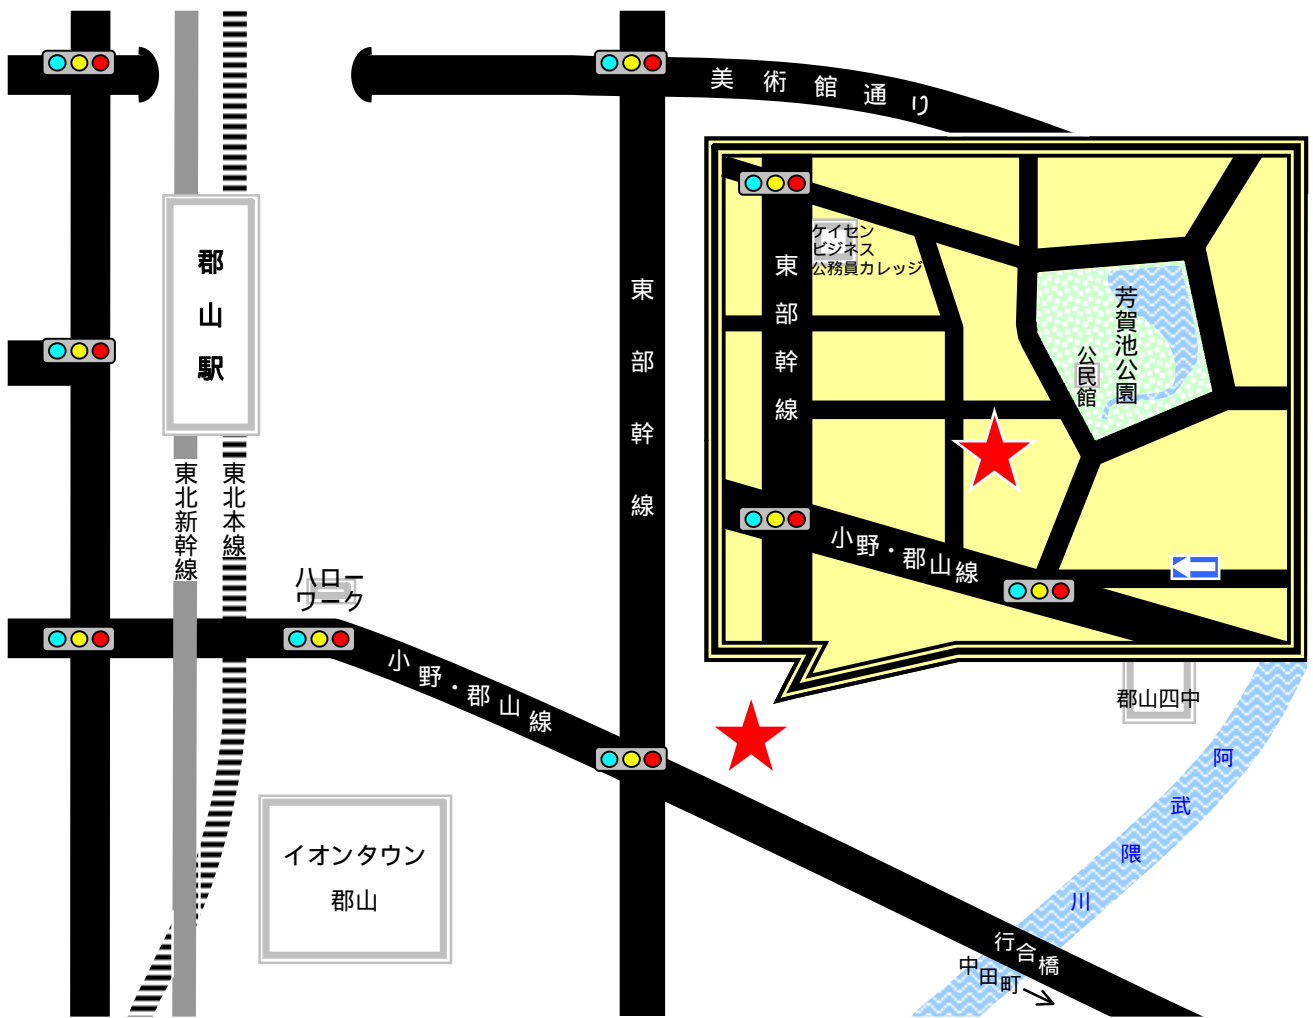 美術館通り
郡山駅
東部幹線
ケイセン
ビジネス
公務員カレッジ
東部幹線
芳賀池公園
公民館
小野・郡山線
東北新幹線
東北本線
ハロー
ワーク
小野・郡山線
郡山四中
阿武隈川
イオンタウン
郡山
行合橋
中田町